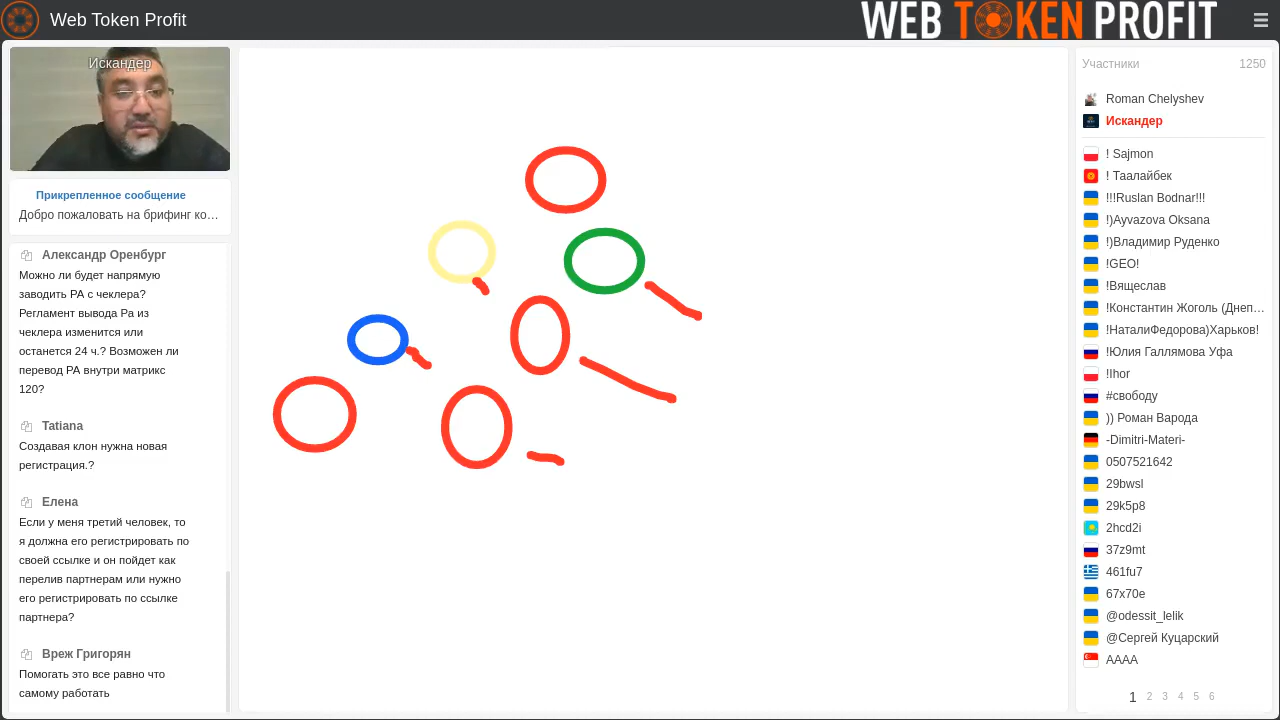 Web Token Profit
WEB TOKEN PROFIT
Искандер
Прикрепленное сообщение
Добро пожаловать на брифинг ко…
Александр Оренбург
Можно ли будет напрямую
заводить РА с чеклера?
Регламент вывода Ра из
чеклера изменится или
останется 24 ч.? Возможен ли
перевод РА внутри матрикс
120?
Tatiana
Создавая клон нужна новая
регистрация.?
Елена
Если у меня третий человек, то
я должна его регистрировать по
своей ссылке и он пойдет как
перелив партнерам или нужно
его регистрировать по ссылке
партнера?
Вреж Григорян
Помогать это все равно что
самому работать
Участники 1250
Roman Chelyshev
Искандер
! Sajmon
! Таалайбек
!!!Ruslan Bodnar!!!
!)Ayvazova Oksana
!)Владимир Руденко
!GEO!
!Вящеслав
!Константин Жоголь (Днеп…
!НаталиФедорова)Харьков!
!Юлия Галлямова Уфа
!Ihor
#свободу
)) Роман Варода
-Dimitri-Materi-
0507521642
29bwsl
29k5p8
2hcd2i
37z9mt
461fu7
67x70e
@odessit_lelik
@Сергей Куцарский
AAAA
1 2 3 4 5 6